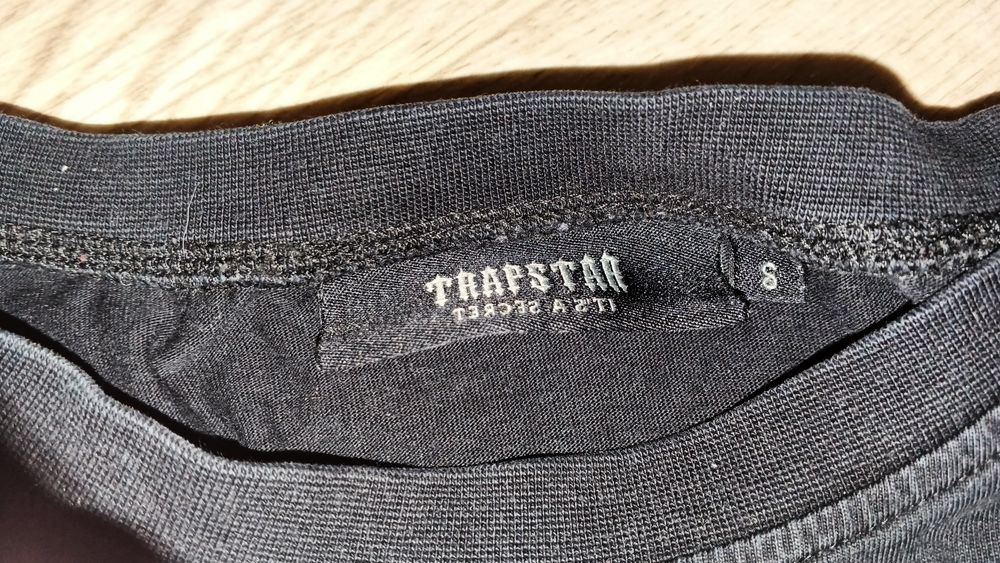 TRAPSTAR
IT'S A SECRET
S